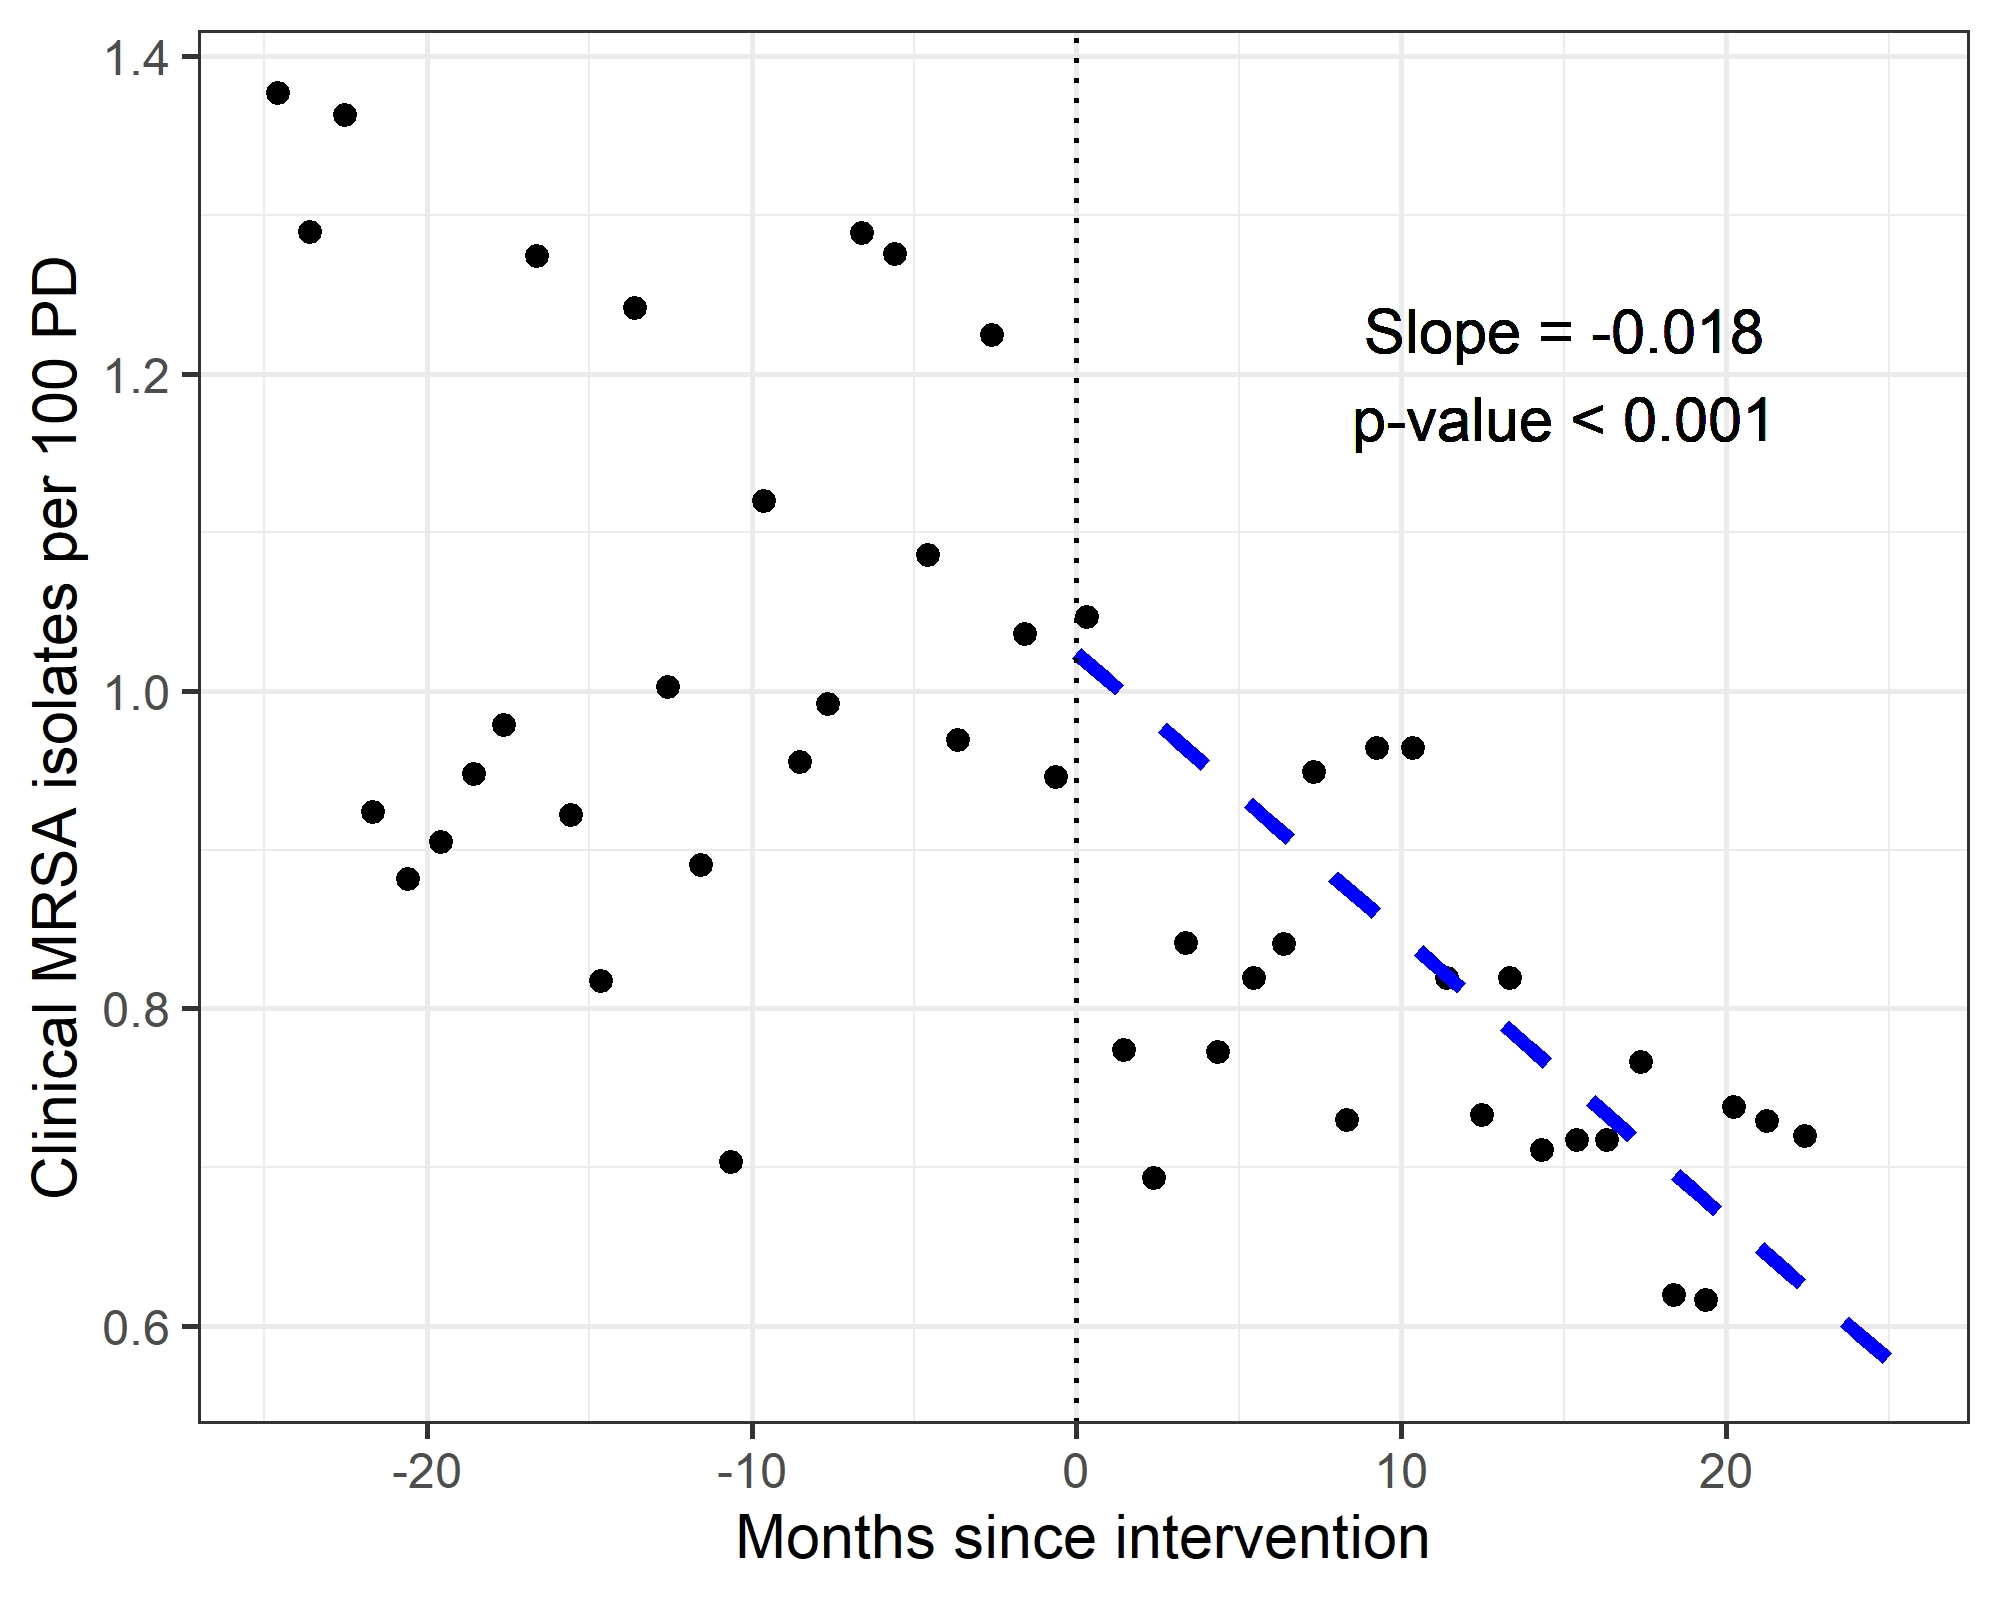 1.4
1.2
1.0
0.8
0.6
Clinical MRSA isolates per 100 PD
Slope = -0.018
p-value < 0.001
-20
-10
0
10
20
Months since intervention